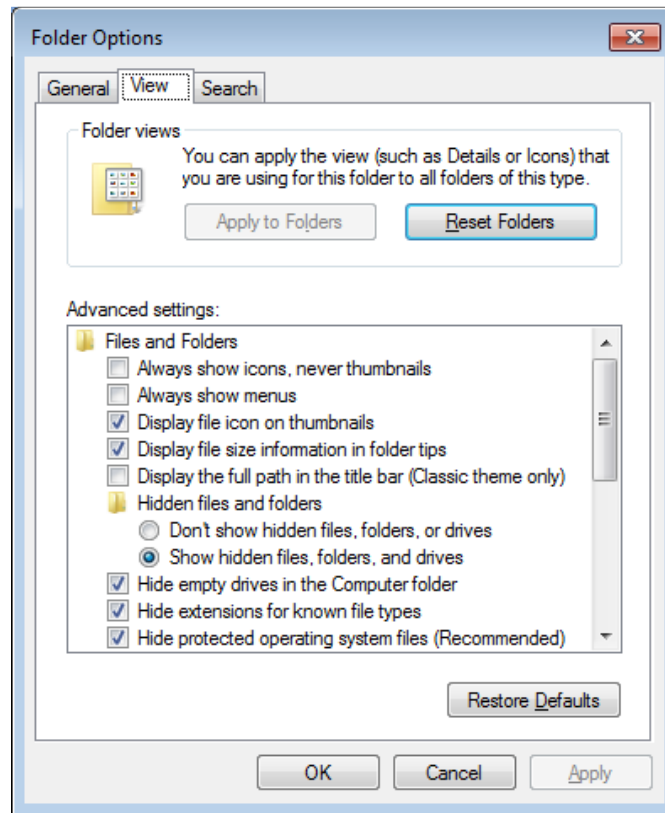 Folder Options
General View Search
Folder views
You can apply the view (such as Details or Icons) that
you are using for this folder to all folders of this type.
Apply to Folders Reset Folders
Advanced settings:
Files and Folders
Always show icons, never thumbnails
Always show menus
Display file icon on thumbnails
Display file size information in folder tips
Display the full path in the title bar (Classic theme only)
Hidden files and folders
Don't show hidden files, folders, or drives
Show hidden files, folders, and drives
Hide empty drives in the Computer folder
Hide extensions for known file types
Hide protected operating system files (Recommended)
Restore Defaults
OK Cancel Apply